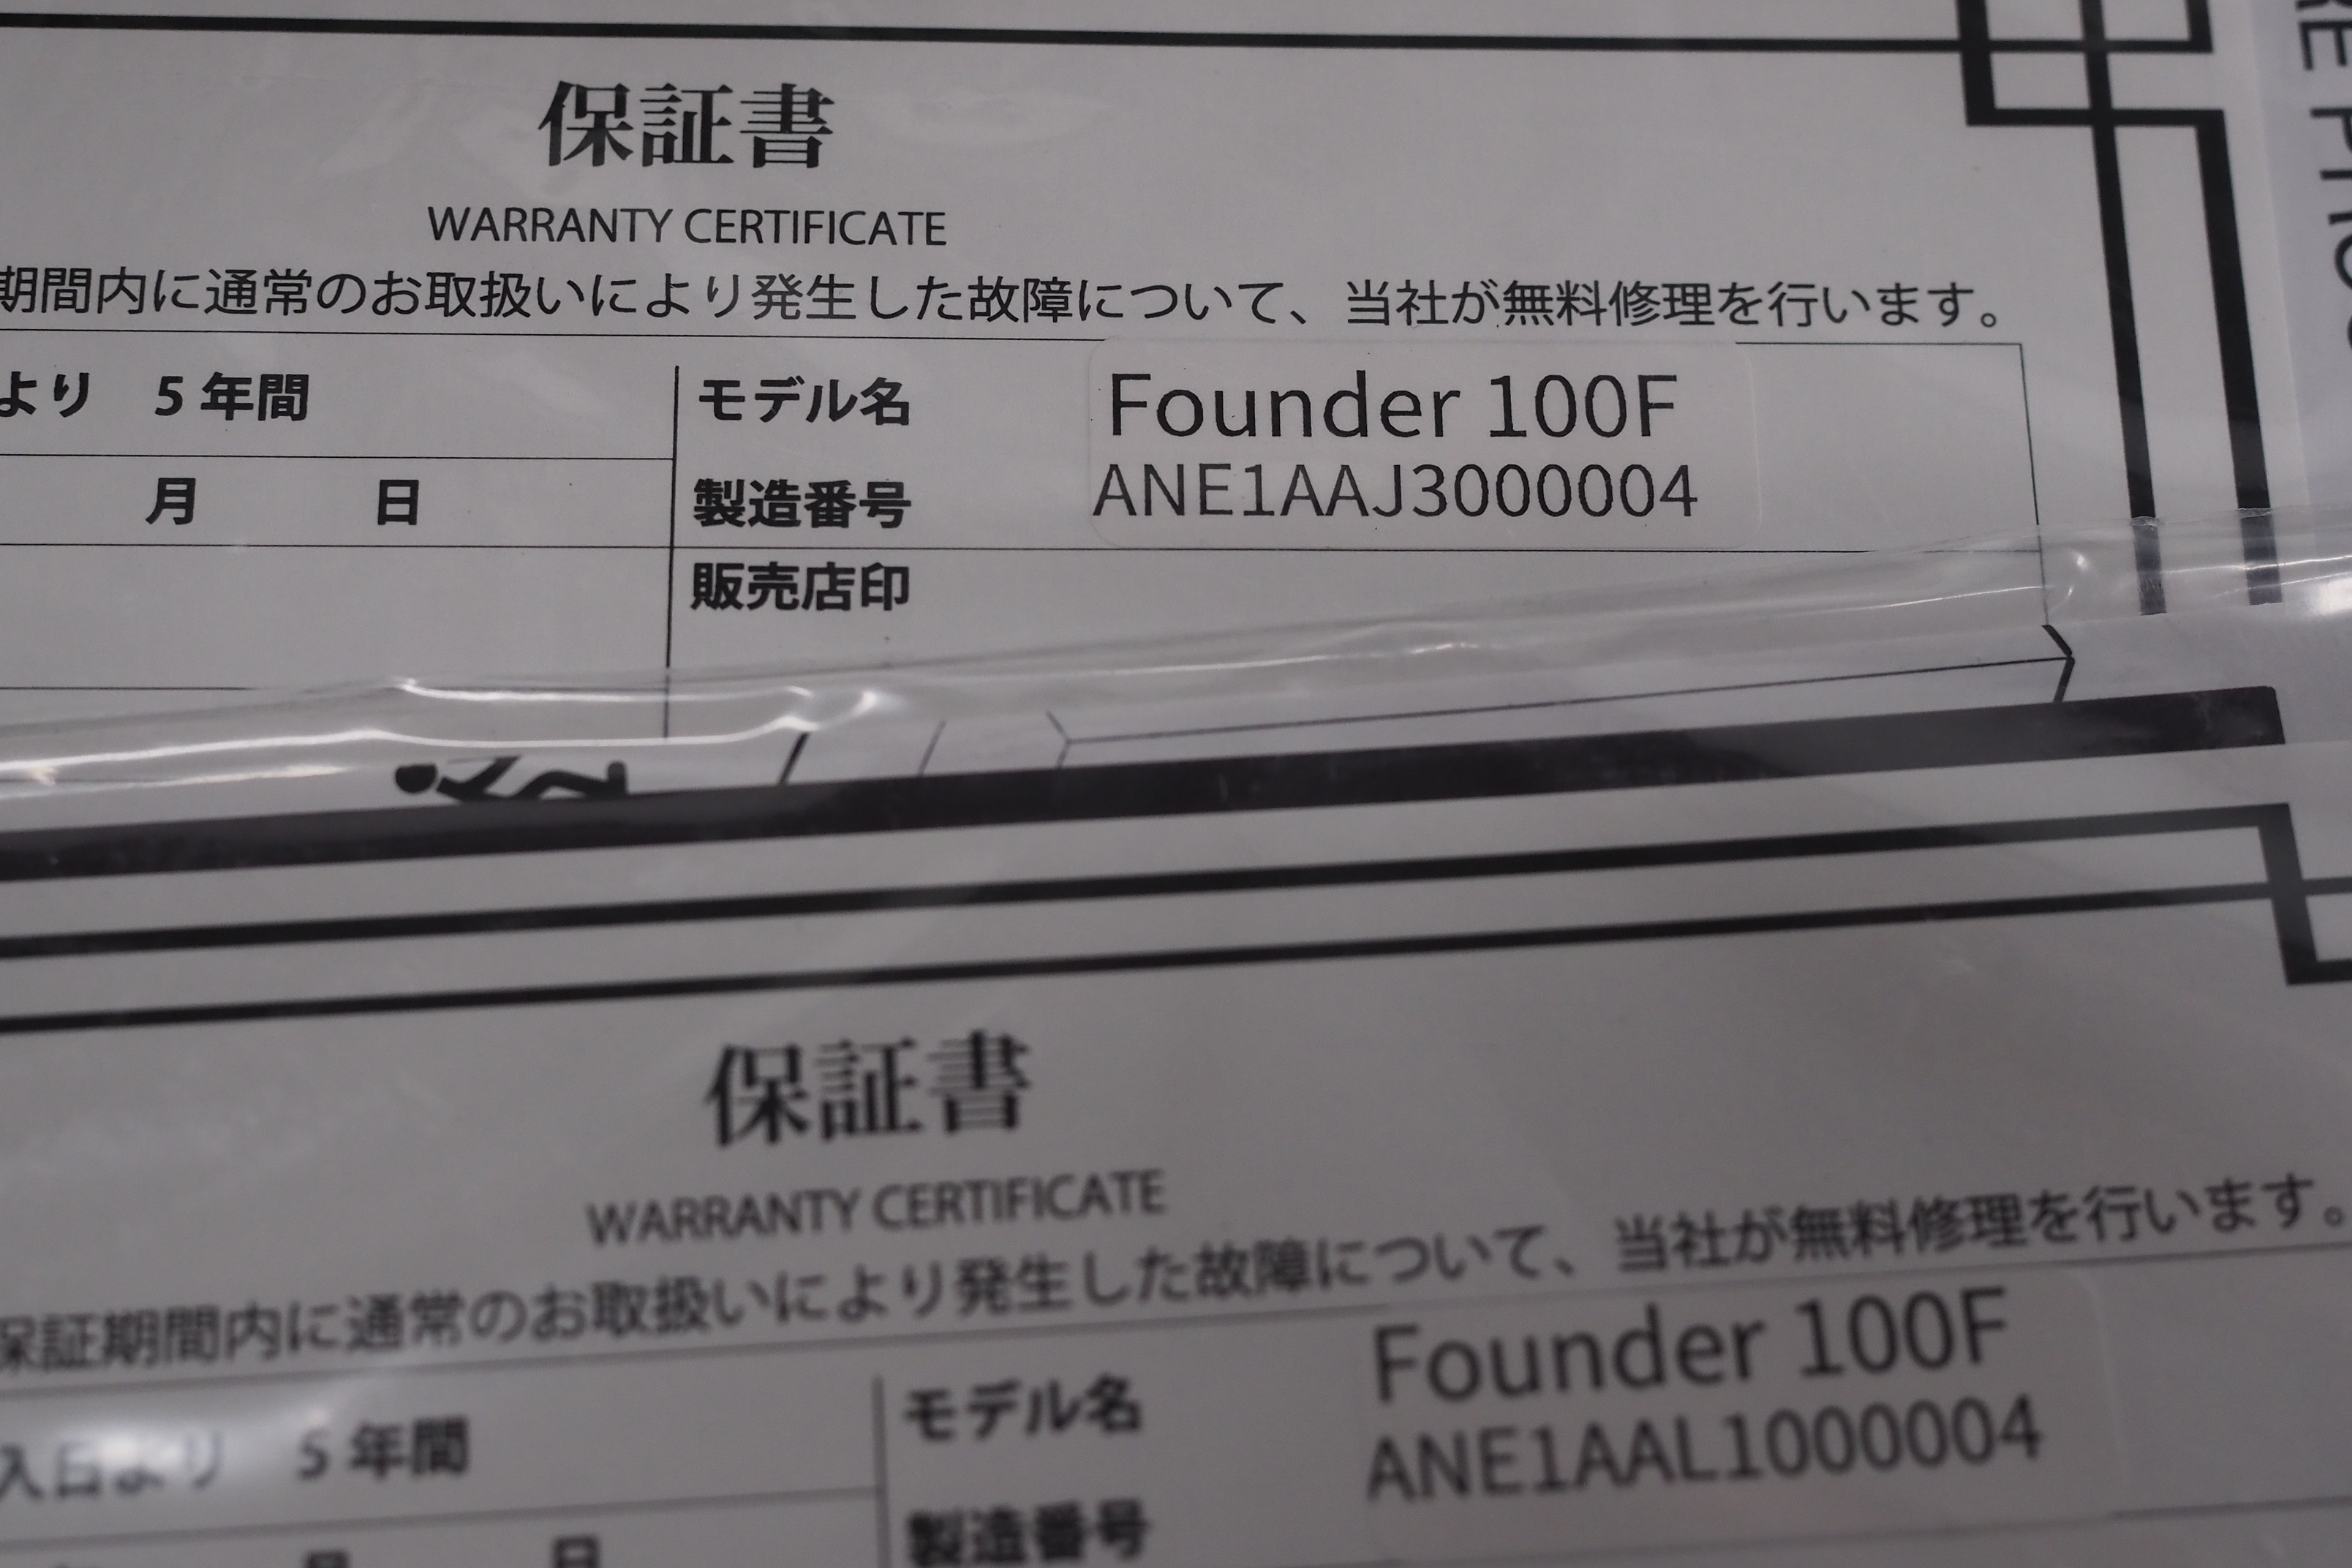 保証書
WARRANTY CERTIFICATE
期間内に通常のお取扱いにより発生した故障について、当社が無料修理を行います。
より 5年間
モデル名 Founder 100F
月 日
製造番号 ANE1AAJ3000004
販売店印
保証書
WARRANTY CERTIFICATE
保証期間内に通常のお取扱いにより発生した故障について、当社が無料修理を行います。
入日より 5年間
モデル名 Founder 100F
製造番号 ANE1AAL1000004
月 日